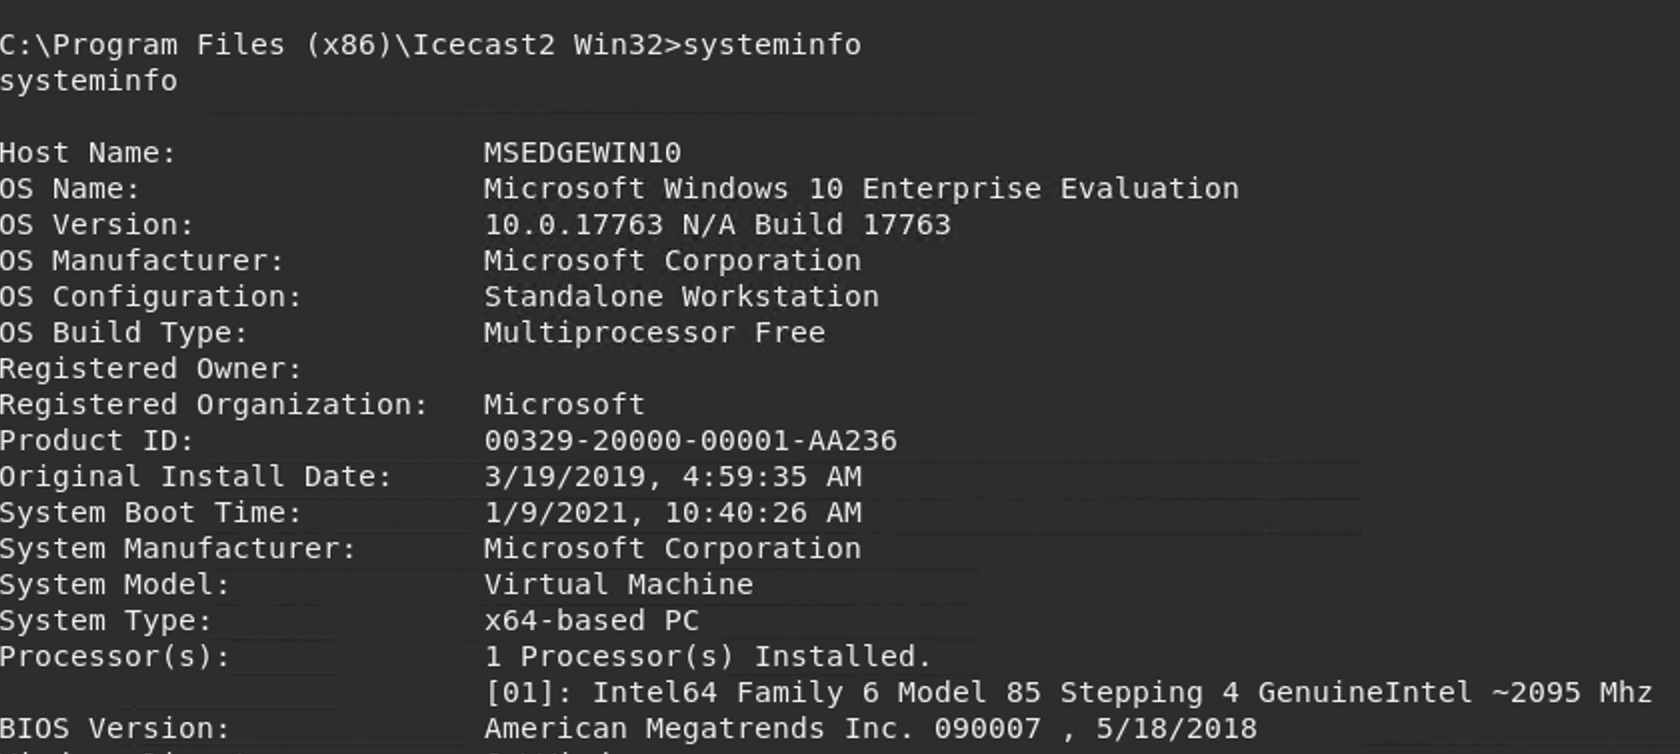 C:\Program Files (x86)\Icecast2 Win32>systeminfo
systeminfo
Host Name: MSEDGEWIN10
OS Name: Microsoft Windows 10 Enterprise Evaluation
OS Version: 10.0.17763 N/A Build 17763
OS Manufacturer: Microsoft Corporation
OS Configuration: Standalone Workstation
OS Build Type: Multiprocessor Free
Registered Owner:
Registered Organization: Microsoft
Product ID: 00329-20000-00001-AA236
Original Install Date: 3/19/2019, 4:59:35 AM
System Boot Time: 1/9/2021, 10:40:26 AM
System Manufacturer: Microsoft Corporation
System Model: Virtual Machine
System Type: x64-based PC
Processor(s): 1 Processor(s) Installed.
[01]: Intel64 Family 6 Model 85 Stepping 4 GenuineIntel ~2095 Mhz
BIOS Version: American Megatrends Inc. 090007 , 5/18/2018